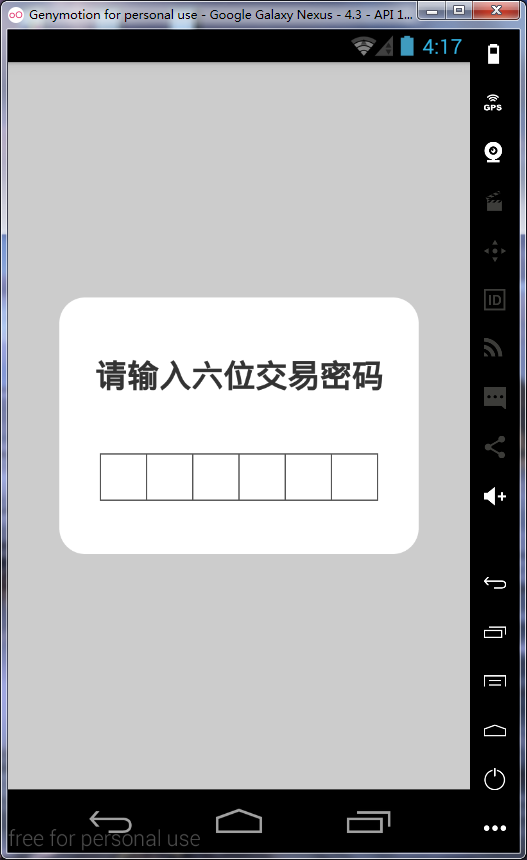 Genymotion for personal use - Google Galaxy Nexus - 4.3 - API 1...
4:17
GPS
ID
请输入六位交易密码
free for personal use